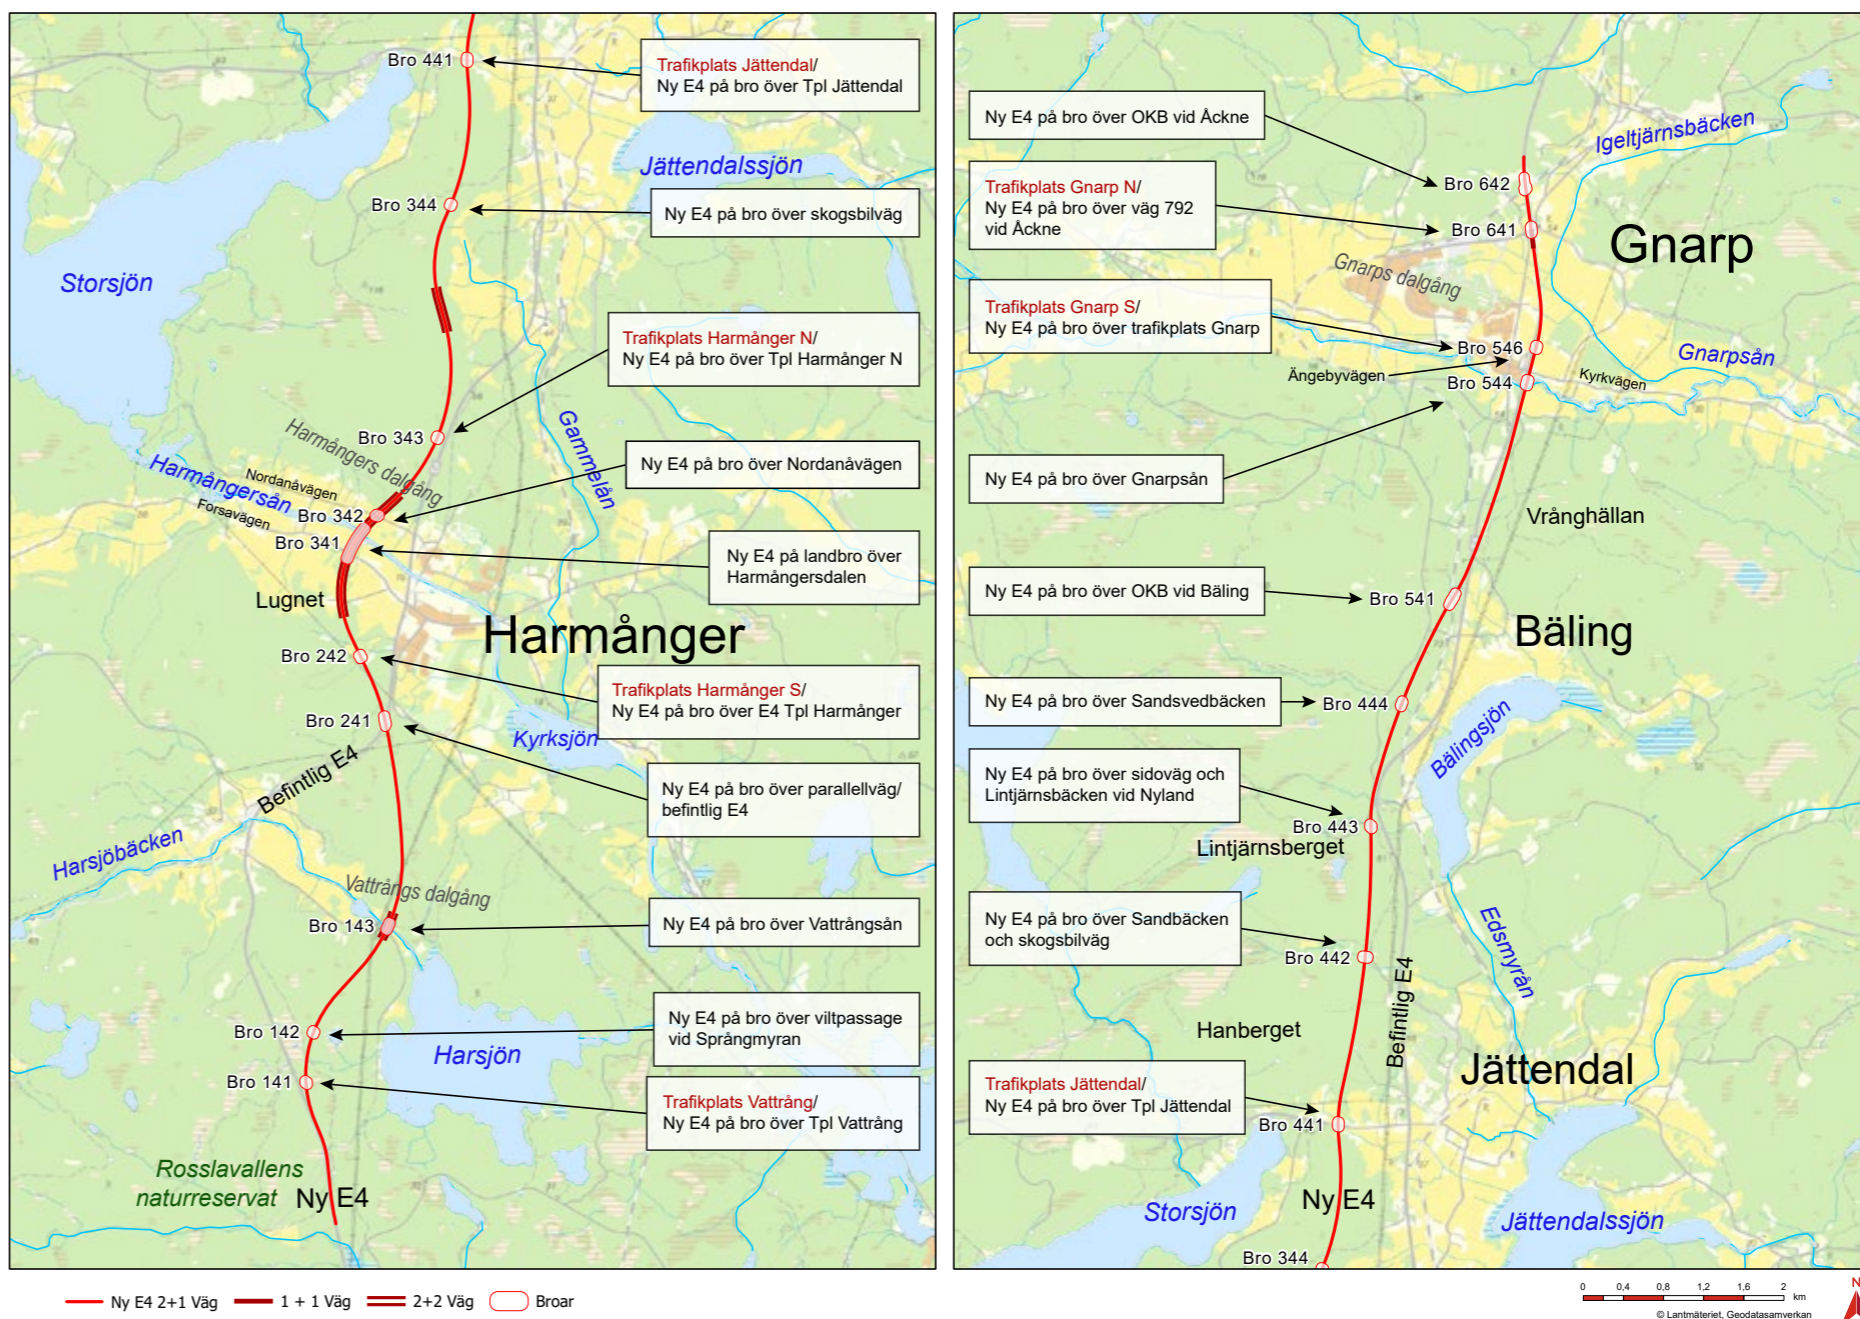 Bro 441
Trafikplats Jättendal/
Ny E4 på bro över Tpl Jättendal
Jättendalssjön
Bro 344
Ny E4 på bro över skogsbilväg
Storsjön
Trafikplats Harmånger N/
Ny E4 på bro över Tpl Harmånger N
Gammelån
Bro 343
Harmångers dalgång
Harmångersån
Nordanåvägen
Forsavägen
Ny E4 på bro över Nordanåvägen
Bro 342
Bro 341
Ny E4 på landbro över
Harmångersdalen
Lugnet
Harmånger
Bro 242
Trafikplats Harmånger S/
Ny E4 på bro över E4 Tpl Harmånger
Bro 241
Kyrksjön
Befintlig E4
Ny E4 på bro över parallellväg/
befintlig E4
Harsjöbäcken
Vattrångs dalgång
Bro 143
Ny E4 på bro över Vattrångsån
Bro 142
Ny E4 på bro över viltpassage
vid Språngmyran
Harsjön
Bro 141
Trafikplats Vattrång/
Ny E4 på bro över Tpl Vattrång
Rosslavallens
naturreservat
Ny E4
Ny E4 på bro över OKB vid Åckne
Igeltjärnsbäcken
Bro 642
Trafikplats Gnarp N/
Ny E4 på bro över väg 792
vid Åckne
Bro 641
Gnarp
Gnarps dalgång
Trafikplats Gnarp S/
Ny E4 på bro över trafikplats Gnarp
Bro 546
Gnarpsån
Ängebyvägen
Bro 544
Kyrkvägen
Ny E4 på bro över Gnarpsån
Vrånghällan
Ny E4 på bro över OKB vid Bäling
Bro 541
Bäling
Ny E4 på bro över Sandsvedbäcken
Bro 444
Bälingsjön
Ny E4 på bro över sidoväg och
Lintjärnsbäcken vid Nyland
Bro 443
Lintjärnsberget
Ny E4 på bro över Sandbäcken
och skogsbilväg
Bro 442
Edsmyrån
Befintlig E4
Hanberget
Jättendal
Trafikplats Jättendal/
Ny E4 på bro över Tpl Jättendal
Bro 441
Storsjön
Ny E4
Jättendalssjön
Bro 344
Ny E4 2+1 Väg
1 + 1 Väg
2+2 Väg
Broar
0 0,4 0,8 1,2 1,6 2
km
© Lantmäteriet, Geodatasamverkan
N